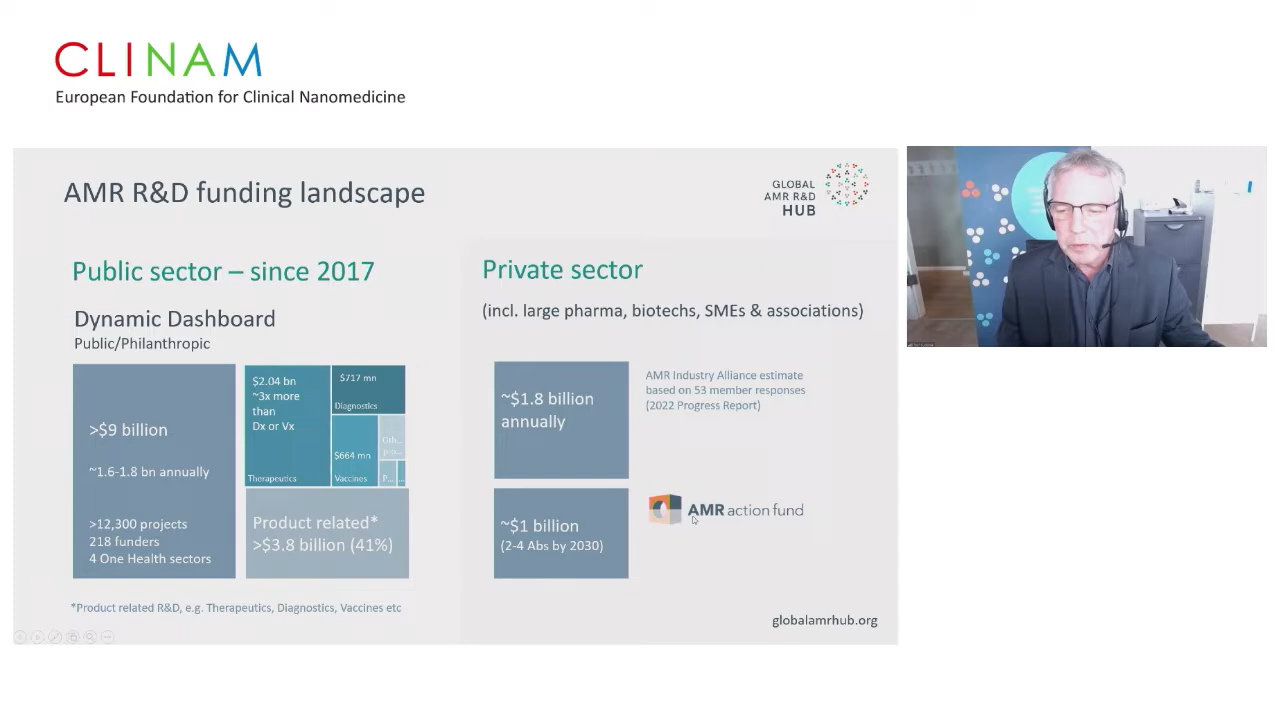 CLINAM
European Foundation for Clinical Nanomedicine
AMR R&D funding landscape
GLOBAL
AMR R&D
HUB
Public sector – since 2017
Dynamic Dashboard
Public/Philanthropic
>$9 billion
~1.6-1.8 bn annually
>12,300 projects
218 funders
4 One Health sectors
$2.04 bn
~3x more
than
Dx or Vx
Therapeutics
$717 mn
Diagnostics
$664 mn
Vaccines
Oth...
pro...
P...
...
Product related*
>$3.8 billion (41%)
*Product related R&D, e.g. Therapeutics, Diagnostics, Vaccines etc
Private sector
(incl. large pharma, biotechs, SMEs & associations)
~$1.8 billion
annually
AMR Industry Alliance estimate
based on 53 member responses
(2022 Progress Report)
~$1 billion
(2-4 Abs by 2030)
AMR action fund
globalamrhub.org